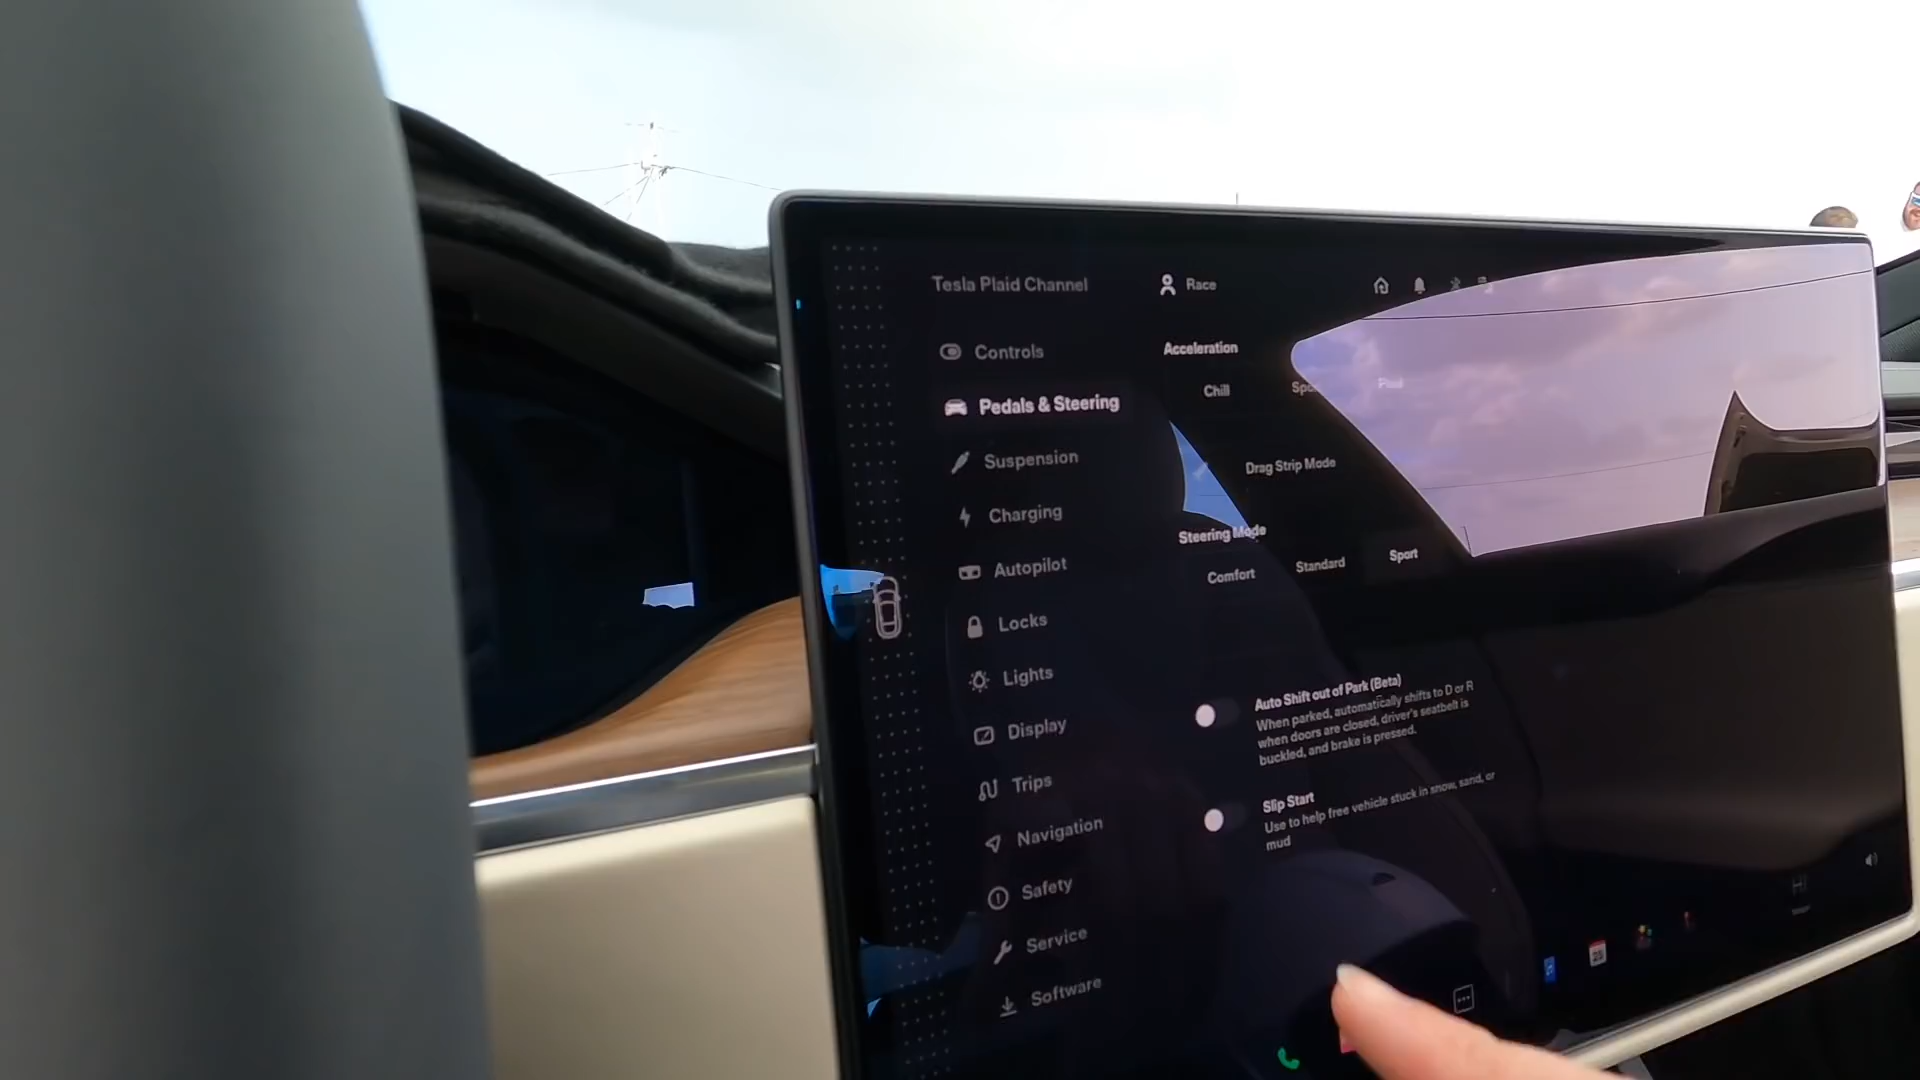 Tesla Plaid Channel
Race
Controls
Pedals & Steering
Suspension
Charging
Autopilot
Locks
Lights
Display
Trips
Navigation
Safety
Service
Software
Acceleration
Chill
Plaid
Drag Strip Mode
Steering Mode
Comfort
Standard
Sport
Auto Shift out of Park (Beta)
When parked, automatically shifts to D or R
when doors are closed, driver's seatbelt is
buckled, and brake is pressed.
Slip Start
Use to help free vehicle stuck in snow, sand, or
mud
HI